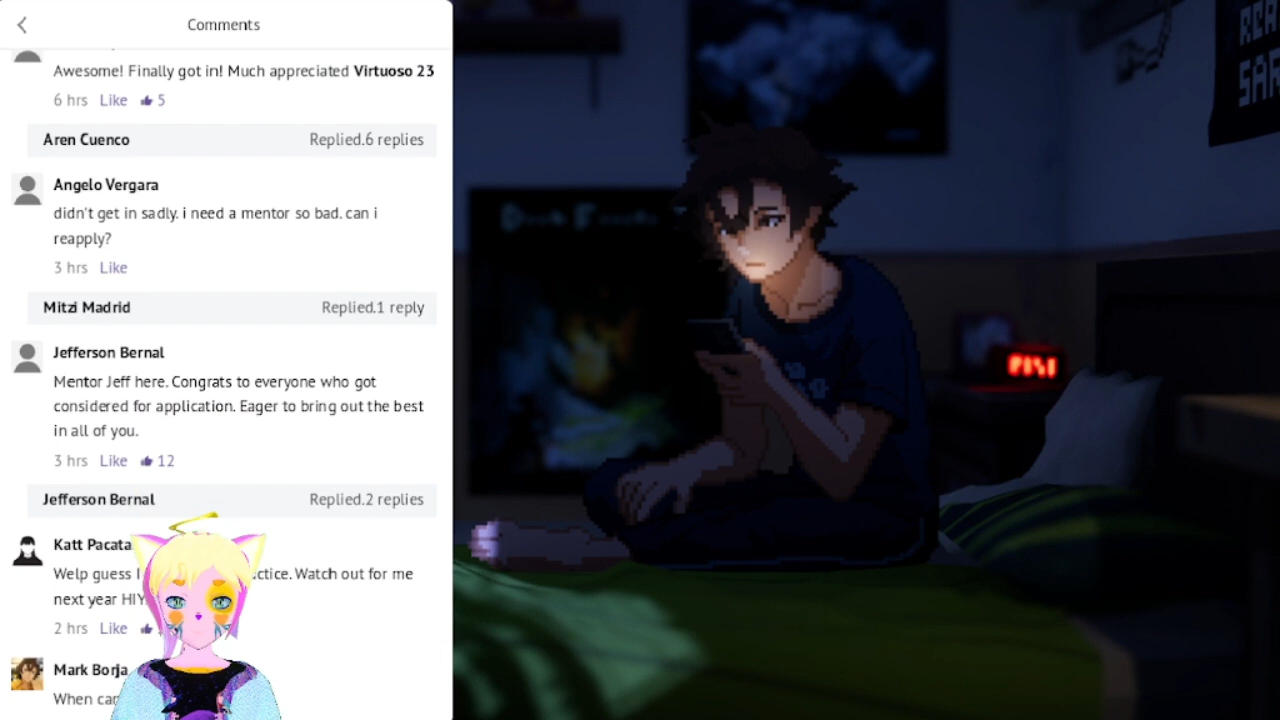 Comments
Awesome! Finally got in! Much appreciated Virtuoso 23
6 hrs Like 5
Aren Cuenco Replied.6 replies
Angelo Vergara
didn't get in sadly. i need a mentor so bad. can i
reapply?
3 hrs Like
Mitzi Madrid Replied.1 reply
Jefferson Bernal
Mentor Jeff here. Congrats to everyone who got
considered for application. Eager to bring out the best
in all of you.
3 hrs Like 12
Jefferson Bernal Replied.2 replies
Katt Pacata
Welp guess Watch out for me
next year
2 hrs Like
Mark Borja
When